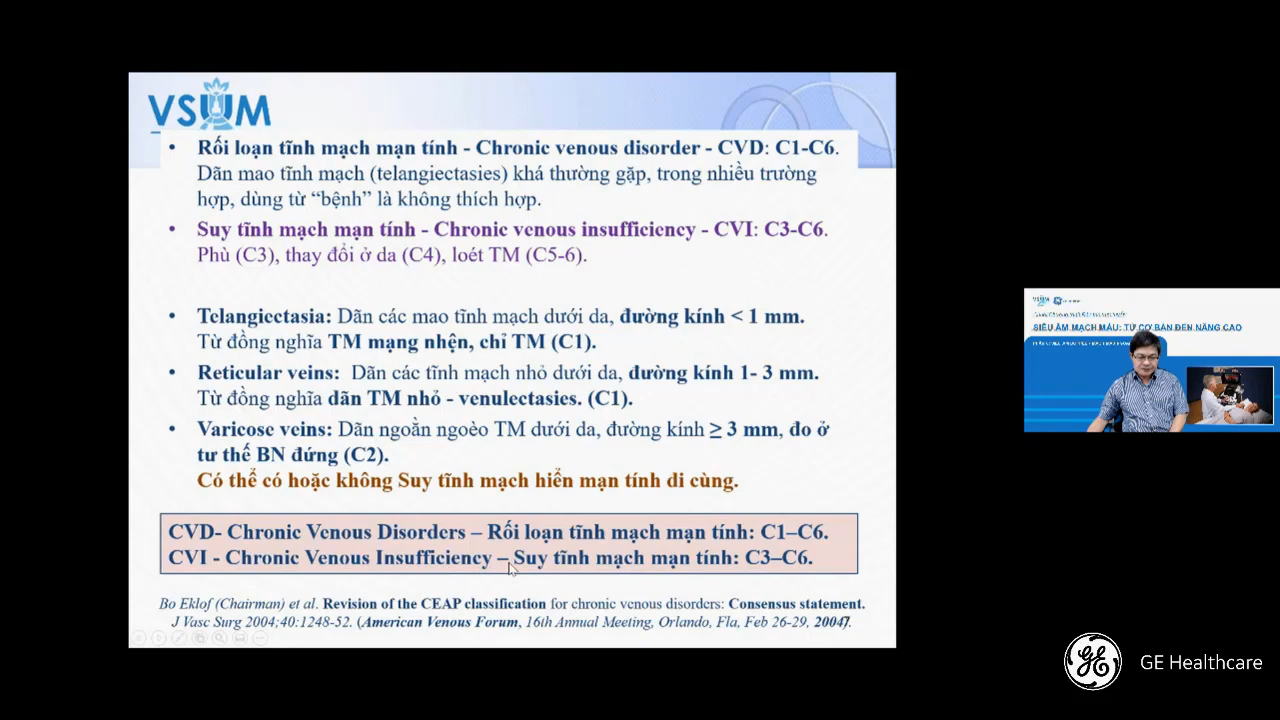 VSUM
• Rối loạn tĩnh mạch mạn tính - Chronic venous disorder - CVD: C1-C6.
Dãn mao tĩnh mạch (telangiectasies) khá thường gặp, trong nhiều trường
hợp, dùng từ “bệnh” là không thích hợp.
• Suy tĩnh mạch mạn tính - Chronic venous insufficiency - CVI: C3-C6.
Phù (C3), thay đổi ở da (C4), loét TM (C5-6).
• Telangiectasia: Dãn các mao tĩnh mạch dưới da, đường kính < 1 mm.
Từ đồng nghĩa TM mạng nhện, chỉ TM (C1).
• Reticular veins: Dãn các tĩnh mạch nhỏ dưới da, đường kính 1- 3 mm.
Từ đồng nghĩa dãn TM nhỏ - venulectasies. (C1).
• Varicose veins: Dãn ngoằn ngoèo TM dưới da, đường kính ≥ 3 mm, đo ở
tư thế BN đứng (C2).
Có thể có hoặc không Suy tĩnh mạch hiển mạn tính đi cùng.
CVD- Chronic Venous Disorders – Rối loạn tĩnh mạch mạn tính: C1–C6.
CVI - Chronic Venous Insufficiency – Suy tĩnh mạch mạn tính: C3–C6.
Bo Eklof (Chairman) et al. Revision of the CEAP classification for chronic venous disorders: Consensus statement.
J Vasc Surg 2004;40:1248-52. (American Venous Forum, 16th Annual Meeting, Orlando, Fla, Feb 26-29, 2004).
VSUM
SIÊU ÂM MẠCH MÁU: TỪ CƠ BẢN ĐẾN NÂNG CAO
GE Healthcare